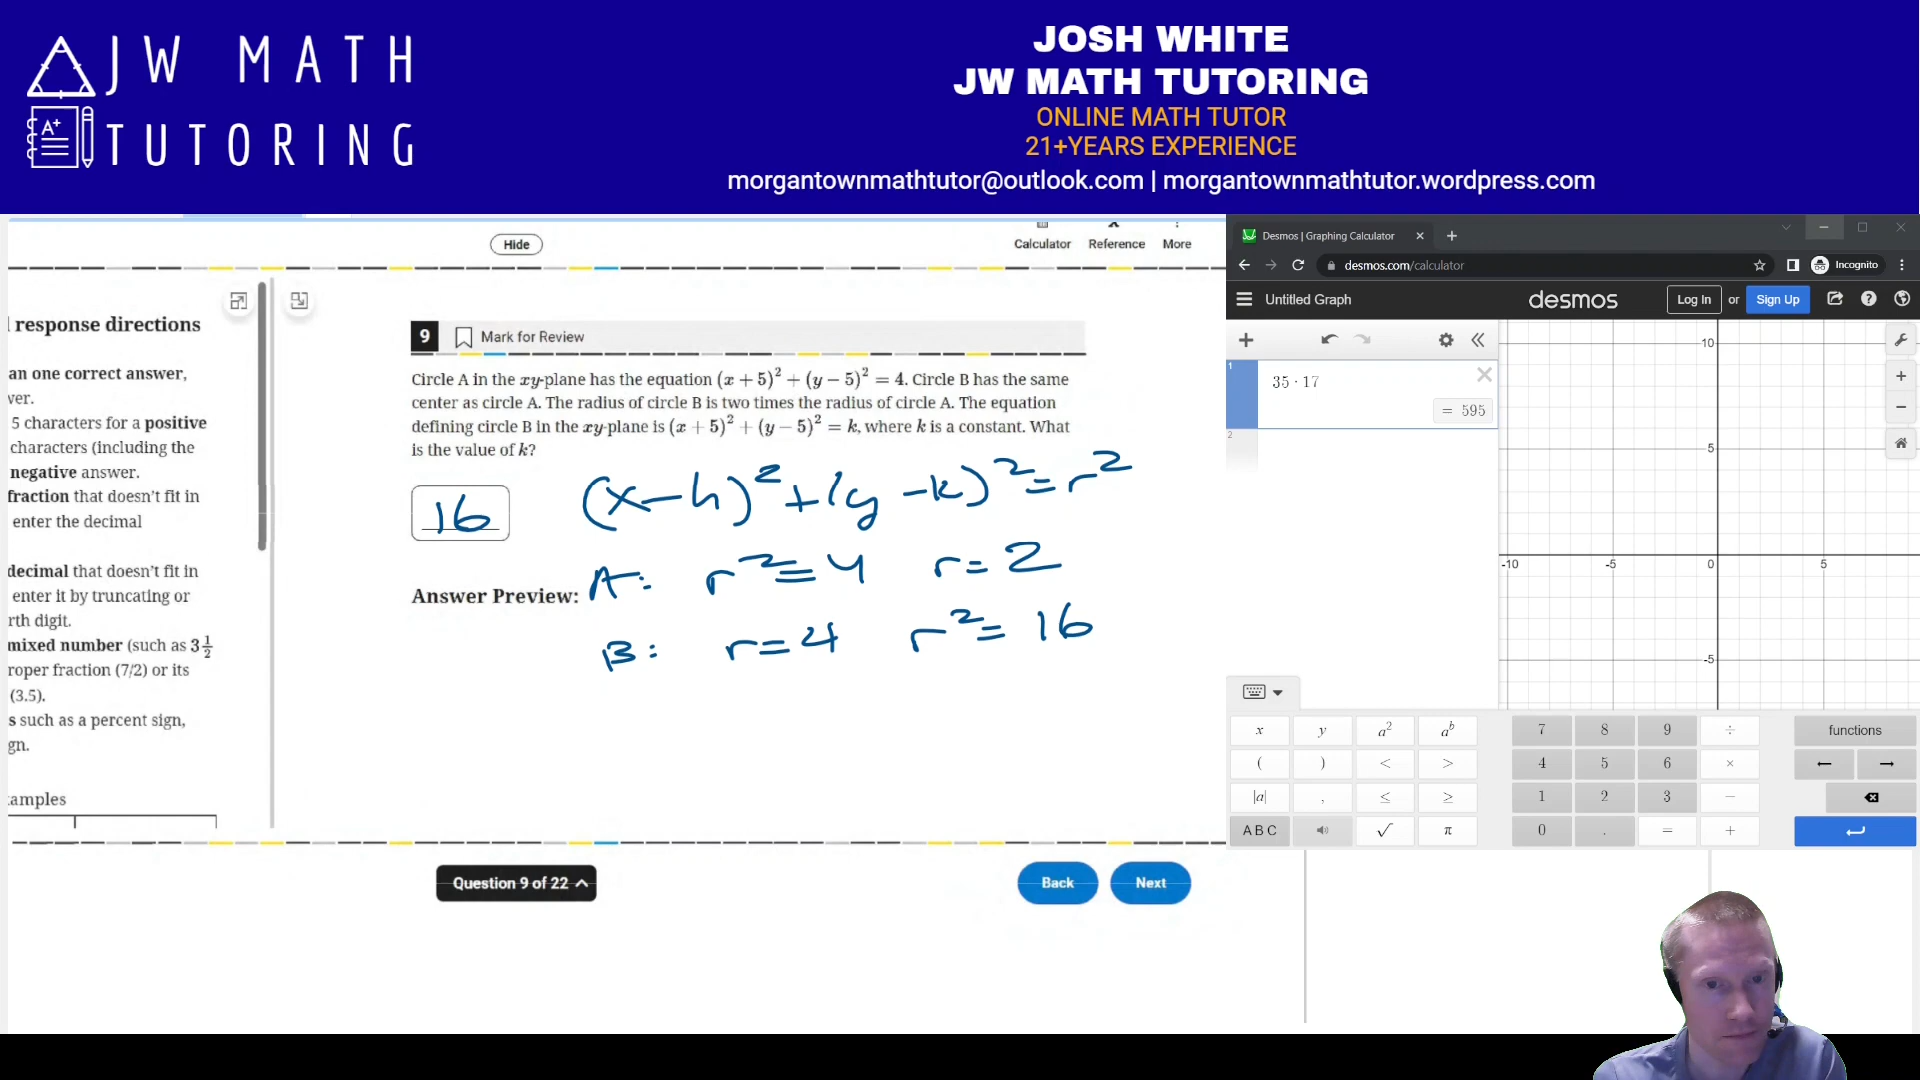 JW MATH
TUTORING
A+
JOSH WHITE
JW MATH TUTORING
ONLINE MATH TUTOR
21+YEARS EXPERIENCE
morgantownmathtutor@outlook.com | morgantownmathtutor.wordpress.com
Hide
Calculator Reference More
response directions
an one correct answer,
ver.
5 characters for a positive
characters (including the
negative answer.
fraction that doesn't fit in
enter the decimal
decimal that doesn't fit in
enter it by truncating or
rth digit.
mixed number (such as 3 1/2
roper fraction (7/2) or its
(3.5).
s such as a percent sign,
gn.
amples
9 Mark for Review
Circle A in the xy-plane has the equation (x + 5)² + (y − 5)² = 4. Circle B has the same
center as circle A. The radius of circle B is two times the radius of circle A. The equation
defining circle B in the xy-plane is (x + 5)² + (y − 5)² = k, where k is a constant. What
is the value of k?
16
(x-h)²+(y-k)²=r²
Answer Preview:
A: r²=4 r=2
B: r=4 r²=16
Question 9 of 22
Back Next
Desmos | Graphing Calculator
desmos.com/calculator
Incognito
Untitled Graph
desmos
Log In or Sign Up
1
35 · 17
= 595
2
10
5
-10 -5 0 5
-5
x y a² a^b 7 8 9 ÷ functions
( ) < > 4 5 6 × ← →
|a| , ≤ ≥ 1 2 3 −
A B C √ π 0 . = +